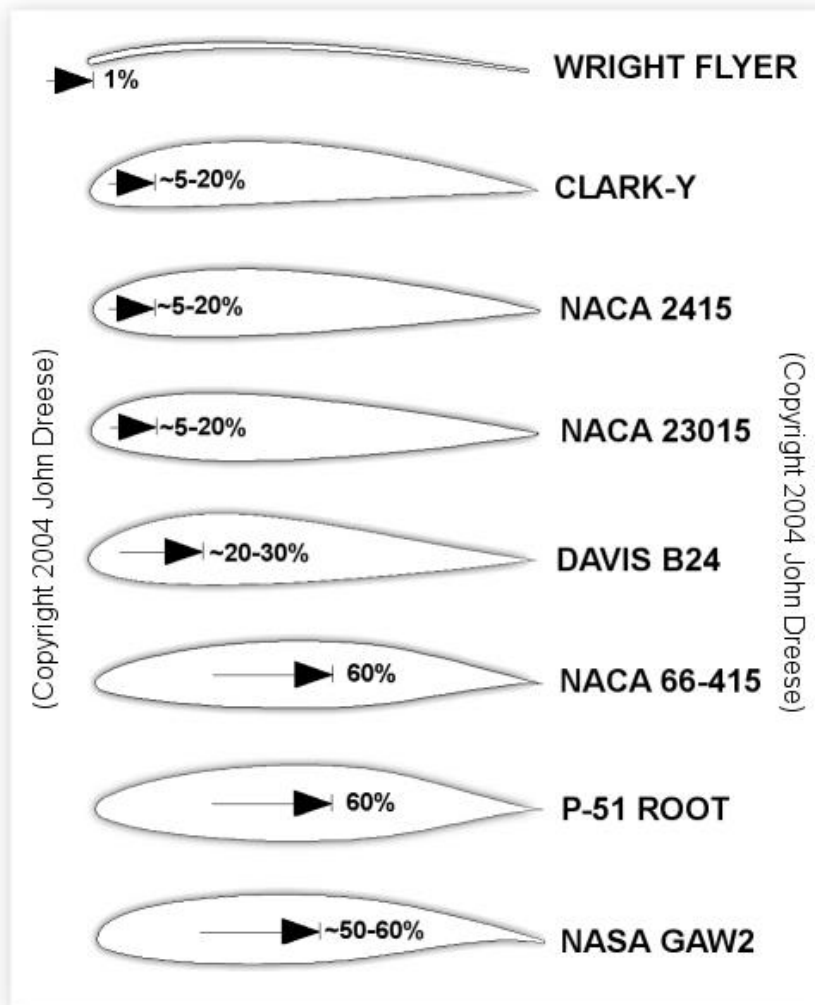 1%
WRIGHT FLYER
~5-20%
CLARK-Y
~5-20%
NACA 2415
~5-20%
NACA 23015
~20-30%
DAVIS B24
60%
NACA 66-415
60%
P-51 ROOT
~50-60%
NASA GAW2
(Copyright 2004 John Dreese)
(Copyright 2004 John Dreese)